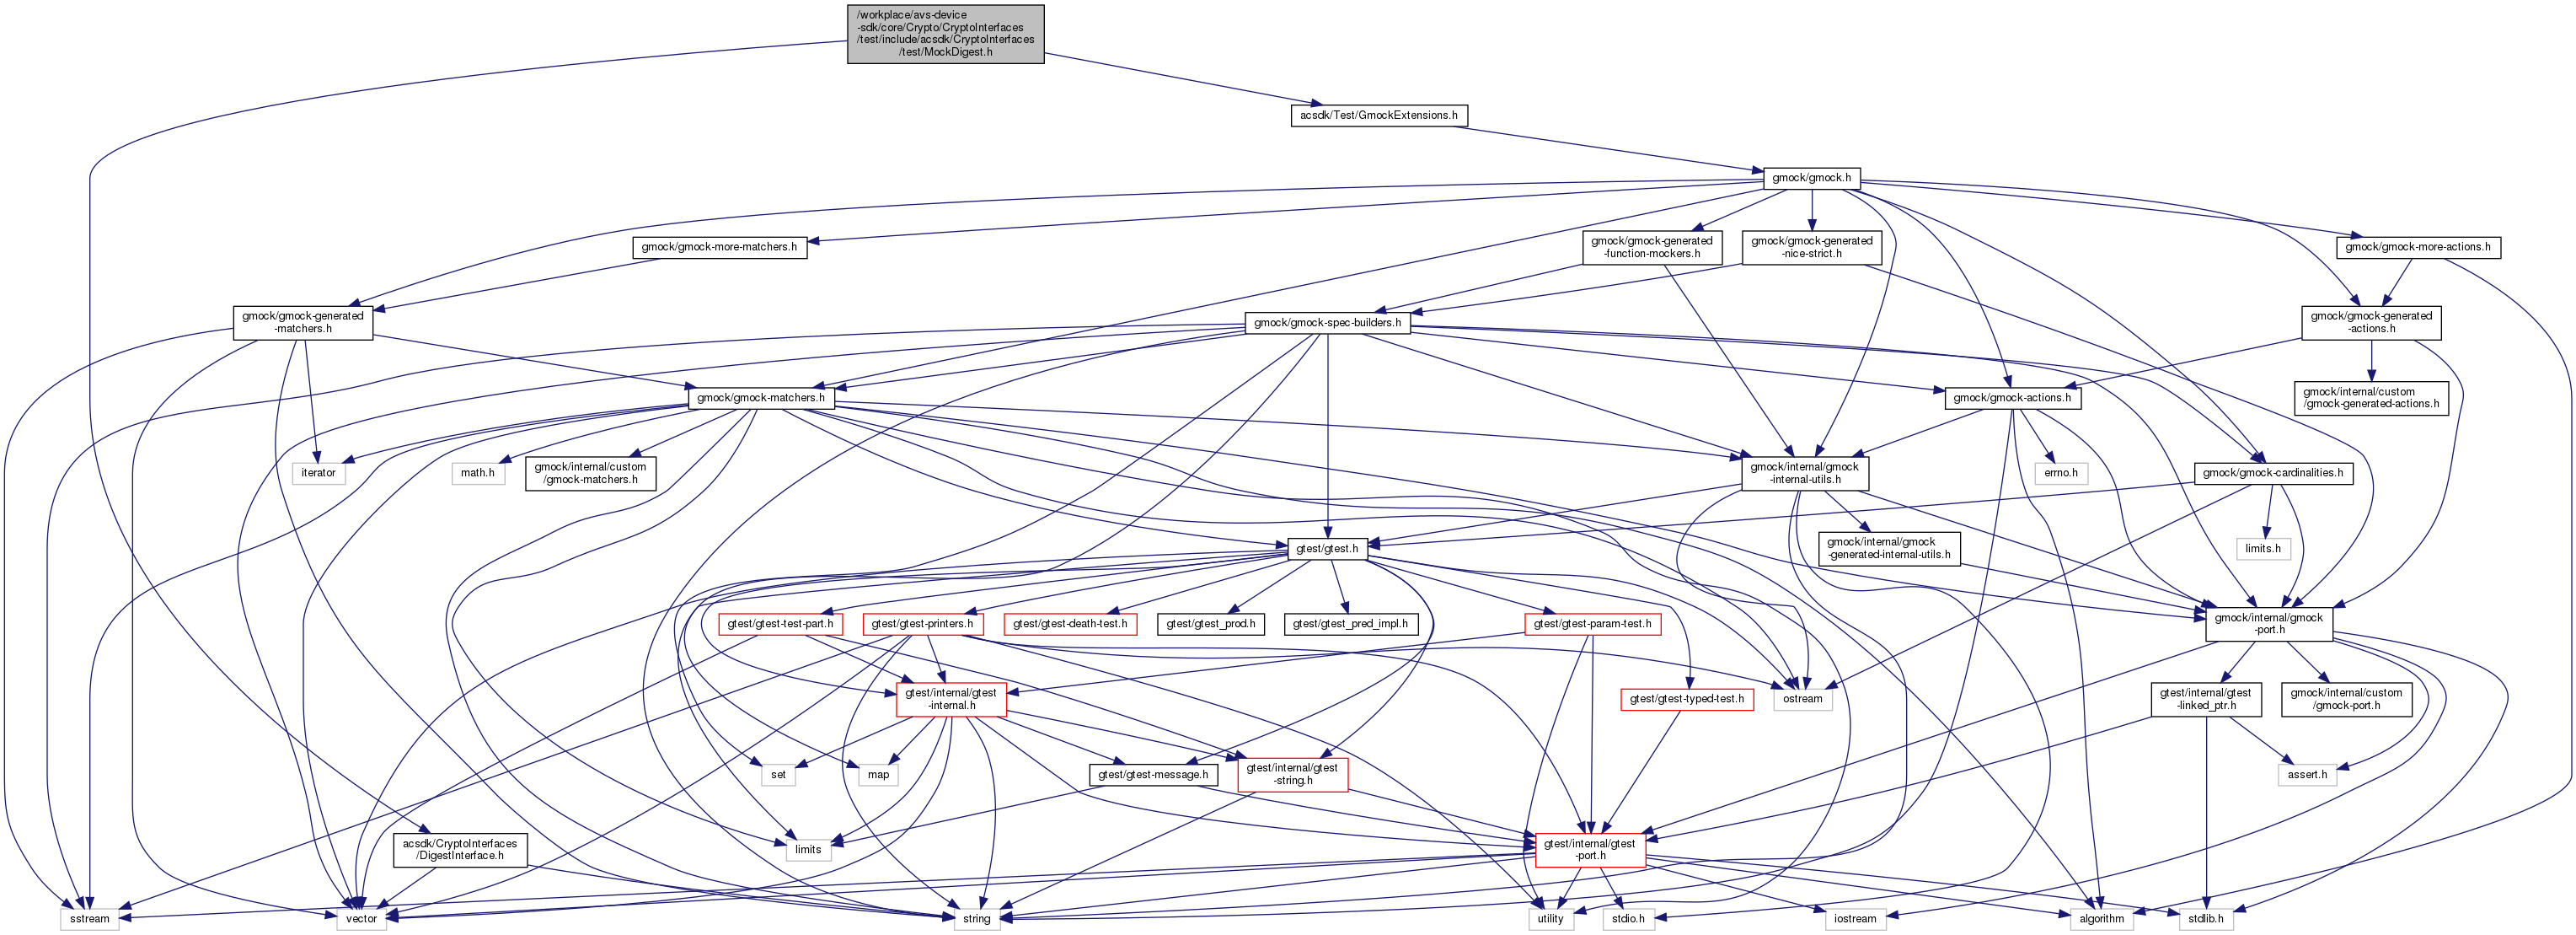 /workplace/avs-device
-sdk/core/Crypto/CryptoInterfaces
/test/include/acsdk/CryptoInterfaces
/test/MockDigest.h
acsdk/Test/GmockExtensions.h
gmock/gmock.h
gmock/gmock-more-matchers.h
gmock/gmock-generated
-function-mockers.h
gmock/gmock-generated
-nice-strict.h
gmock/gmock-more-actions.h
gmock/gmock-generated
-matchers.h
gmock/gmock-spec-builders.h
gmock/gmock-generated
-actions.h
gmock/gmock-matchers.h
gmock/gmock-actions.h
gmock/internal/custom
/gmock-generated-actions.h
iterator
math.h
gmock/internal/custom
/gmock-matchers.h
gmock/internal/gmock
-internal-utils.h
errno.h
gmock/gmock-cardinalities.h
gtest/gtest.h
gmock/internal/gmock
-generated-internal-utils.h
limits.h
gtest/gtest-test-part.h
gtest/gtest-printers.h
gtest/gtest-death-test.h
gtest/gtest_prod.h
gtest/gtest_pred_impl.h
gtest/gtest-param-test.h
gmock/internal/gmock
-port.h
gtest/internal/gtest
-internal.h
gtest/gtest-typed-test.h
ostream
gtest/internal/gtest
-linked_ptr.h
gmock/internal/custom
/gmock-port.h
set
map
gtest/gtest-message.h
gtest/internal/gtest
-string.h
assert.h
acsdk/CryptoInterfaces
/DigestInterface.h
limits
gtest/internal/gtest
-port.h
sstream
vector
string
utility
stdio.h
iostream
algorithm
stdlib.h